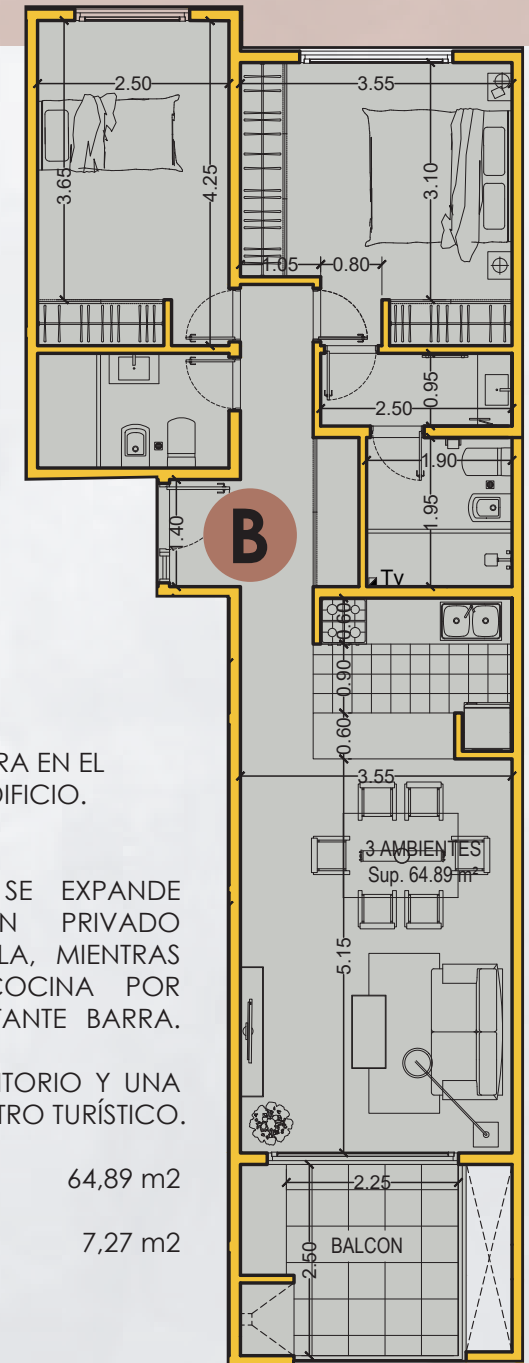 2.50
3.55
3.65
4.25
3.10
1.05
0.80
0.95
2.50
1.90
1.40
B
1.95
Tv
0.60
0.90
0.60
RA EN EL
DIFICIO.
3.55
3 AMBIENTES
Sup. 64.89 m²
SE EXPANDE
N PRIVADO
LA, MIENTRAS
COCINA POR
TANTE BARRA.
5.15
ITORIO Y UNA
TRO TURÍSTICO.
64,89 m2
2.25
7,27 m2
BALCON
2.50